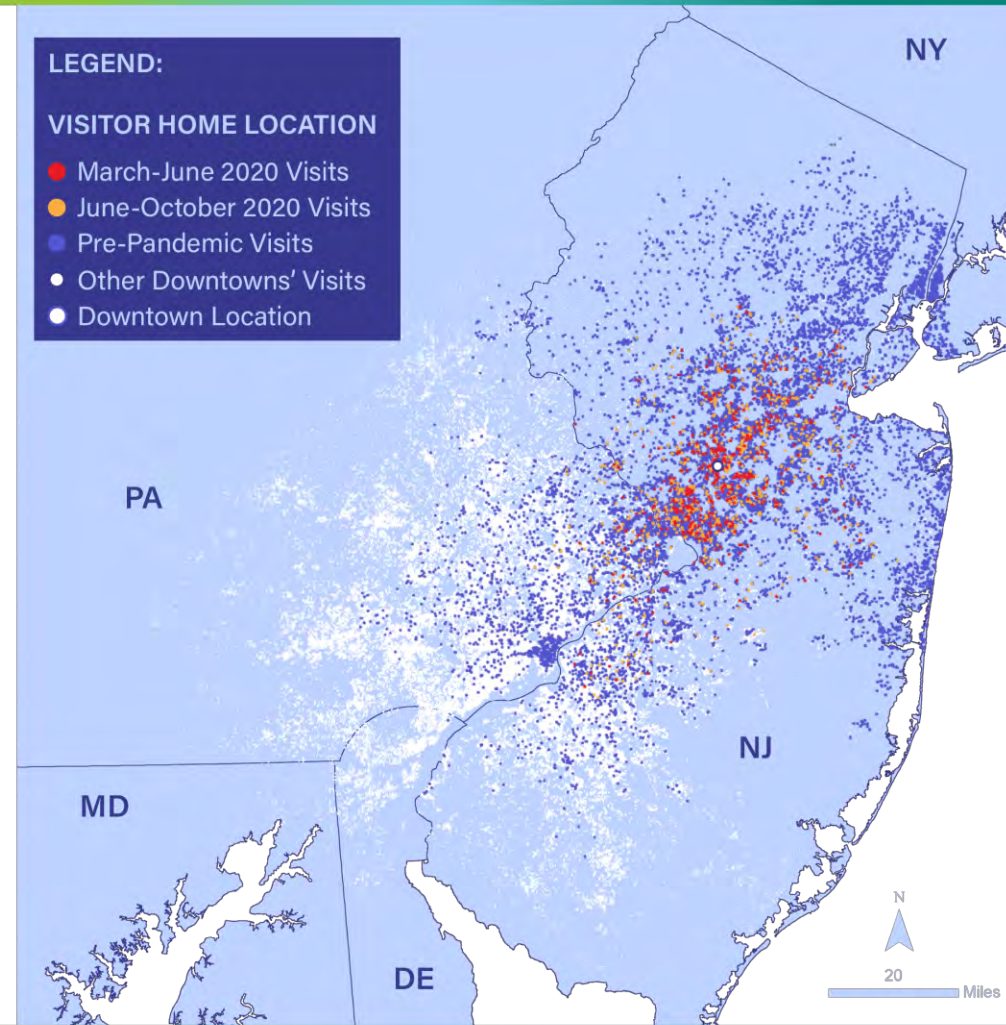 LEGEND:
VISITOR HOME LOCATION
March-June 2020 Visits
June-October 2020 Visits
Pre-Pandemic Visits
Other Downtowns' Visits
Downtown Location
NY
PA
NJ
MD
DE
N
20
Miles